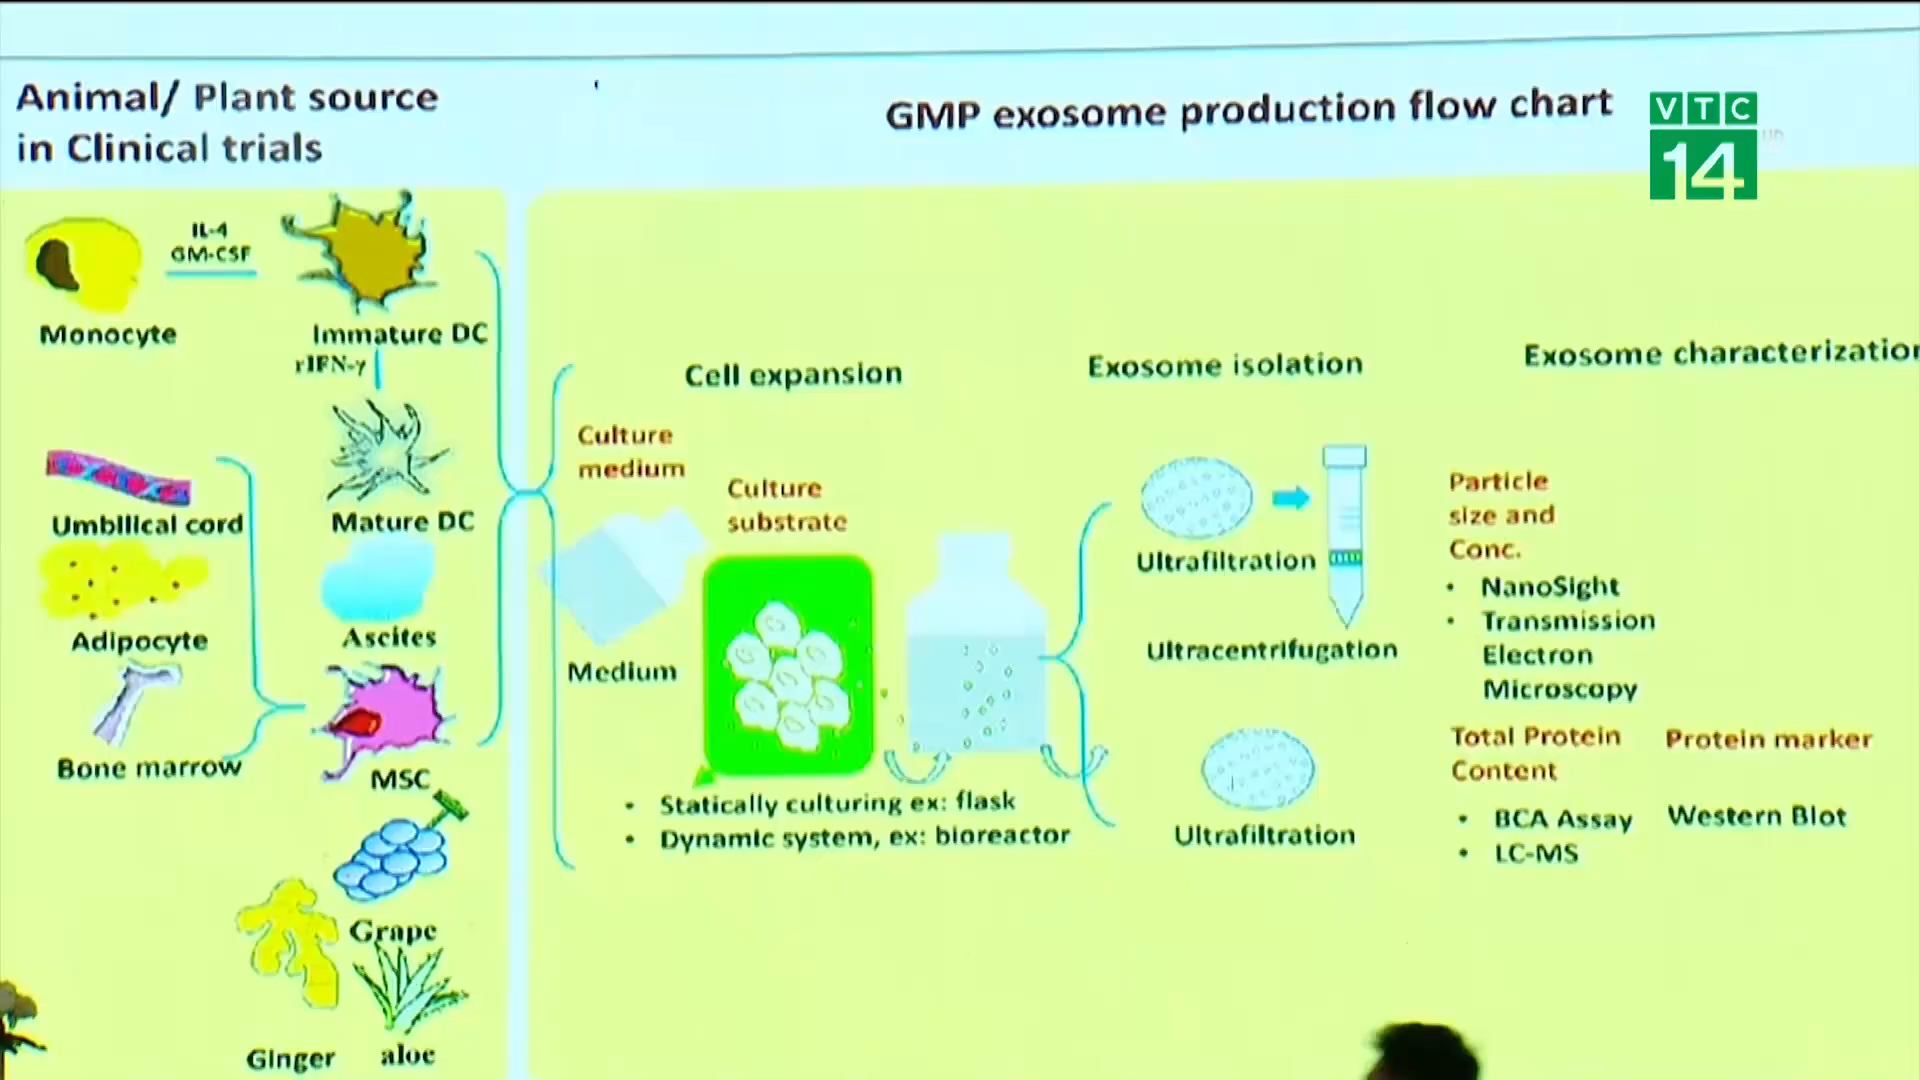 Animal/ Plant source
in Clinical trials
GMP exosome production flow chart
VTC
14
IL-4
GM-CSF
Monocyte
Immature DC
rIFN-γ
Umbilical cord
Mature DC
Adipocyte
Ascites
Bone marrow
MSC
Grape
Ginger
aloe
Cell expansion
Culture
medium
Culture
substrate
Medium
• Statically culturing ex: flask
• Dynamic system, ex: bioreactor
Exosome isolation
Ultrafiltration
Ultracentrifugation
Ultrafiltration
Exosome characterization
Particle
size and
Conc.
• NanoSight
• Transmission
Electron
Microscopy
Total Protein
Content
• BCA Assay
• LC-MS
Protein marker
Western Blot